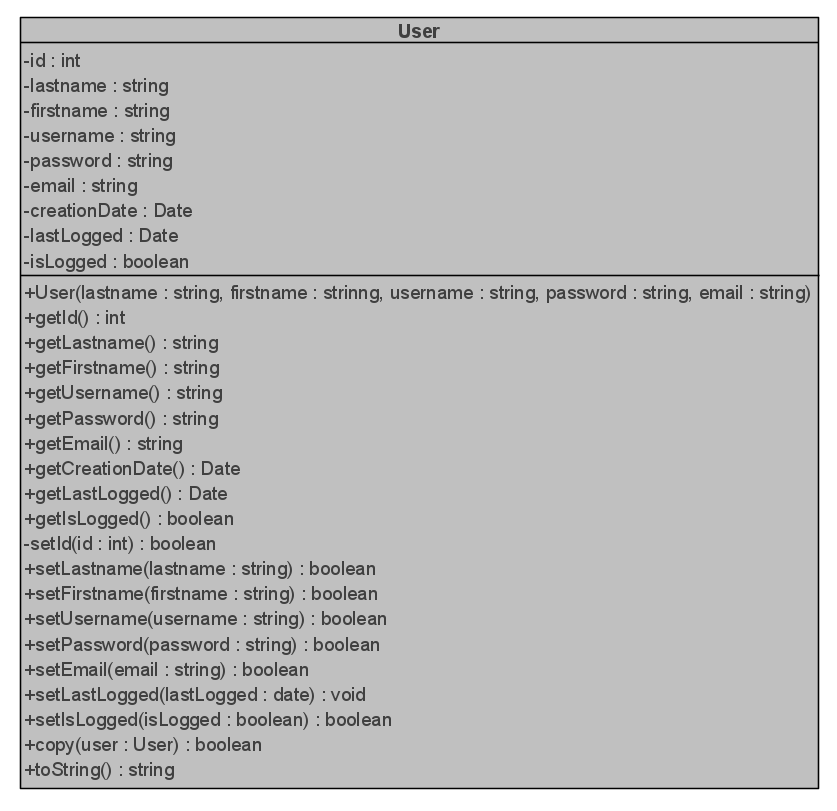 User
-id : int
-lastname : string
-firstname : string
-username : string
-password : string
-email : string
-creationDate : Date
-lastLogged : Date
-isLogged : boolean
+User(lastname : string, firstname : strinng, username : string, password : string, email : string)
+getId() : int
+getLastname() : string
+getFirstname() : string
+getUsername() : string
+getPassword() : string
+getEmail() : string
+getCreationDate() : Date
+getLastLogged() : Date
+getIsLogged() : boolean
-setId(id : int) : boolean
+setLastname(lastname : string) : boolean
+setFirstname(firstname : string) : boolean
+setUsername(username : string) : boolean
+setPassword(password : string) : boolean
+setEmail(email : string) : boolean
+setLastLogged(lastLogged : date) : void
+setIsLogged(isLogged : boolean) : boolean
+copy(user : User) : boolean
+toString() : string